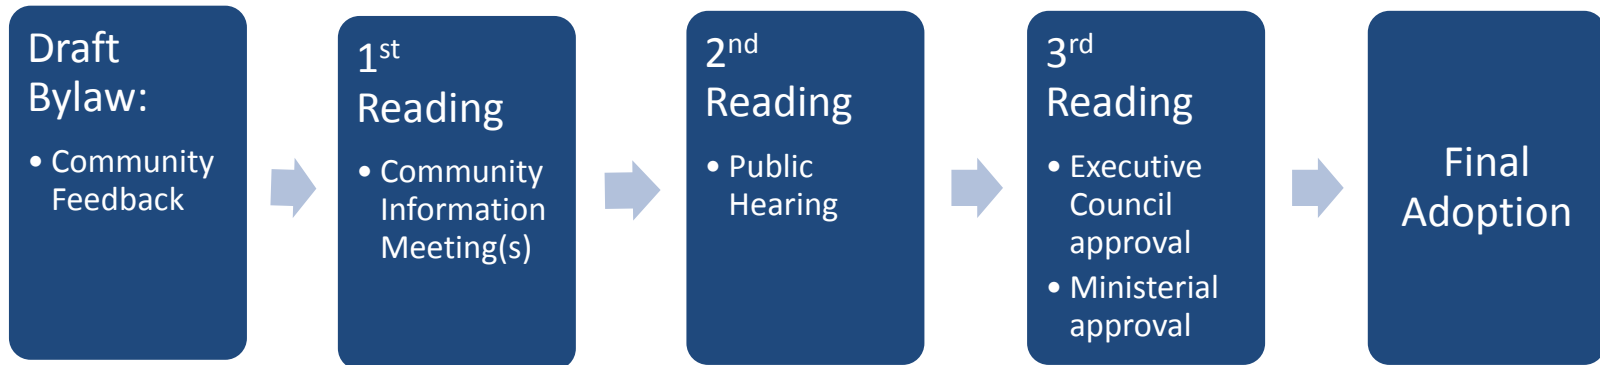 Draft
Bylaw:
• Community
Feedback
1st
Reading
• Community
Information
Meeting(s)
2nd
Reading
• Public
Hearing
3rd
Reading
• Executive
Council
approval
• Ministerial
approval
Final
Adoption